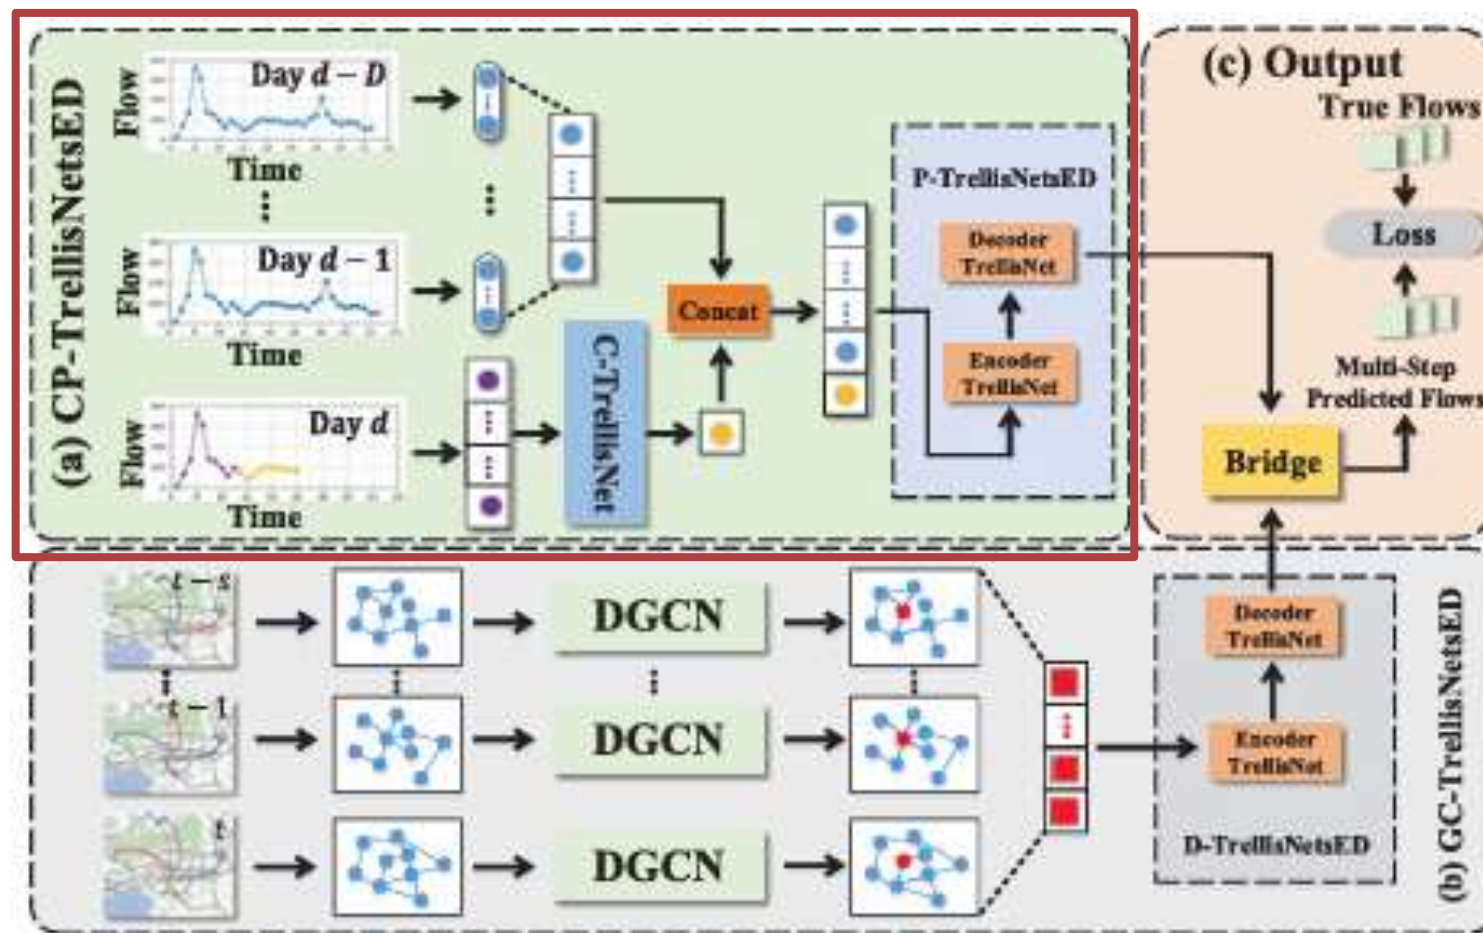 (a) CP-TrellisNetsED
Flow
Day d – D
Time
Flow
Day d – 1
Time
Flow
Day d
Time
C-TrellisNet
Concat
P-TrellisNetsED
Decoder
TrellisNet
Encoder
TrellisNet
(c) Output
True Flows
Loss
Multi-Step
Predicted Flows
Bridge
t – s
DGCN
t – 1
DGCN
t
DGCN
Decoder
TrellisNet
Encoder
TrellisNet
D-TrellisNetsED
(b) GC-TrellisNetsED